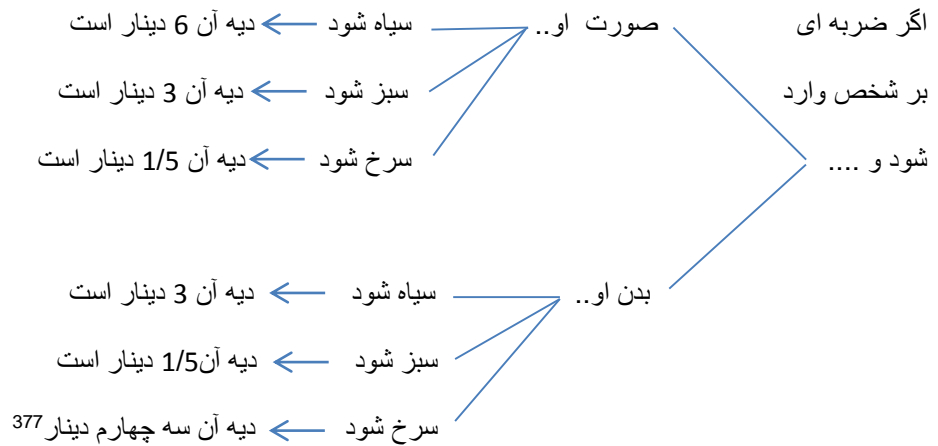 اگر ضربه ای صورت او.. سیاه شود دیه آن 6 دینار است
بر شخص وارد سبز شود دیه آن 3 دینار است
شود و .... سرخ شود دیه آن 1/5 دینار است
بدن او.. سیاه شود دیه آن 3 دینار است
سبز شود دیه آن1/5 دینار است
سرخ شود دیه آن سه چهارم دینار377